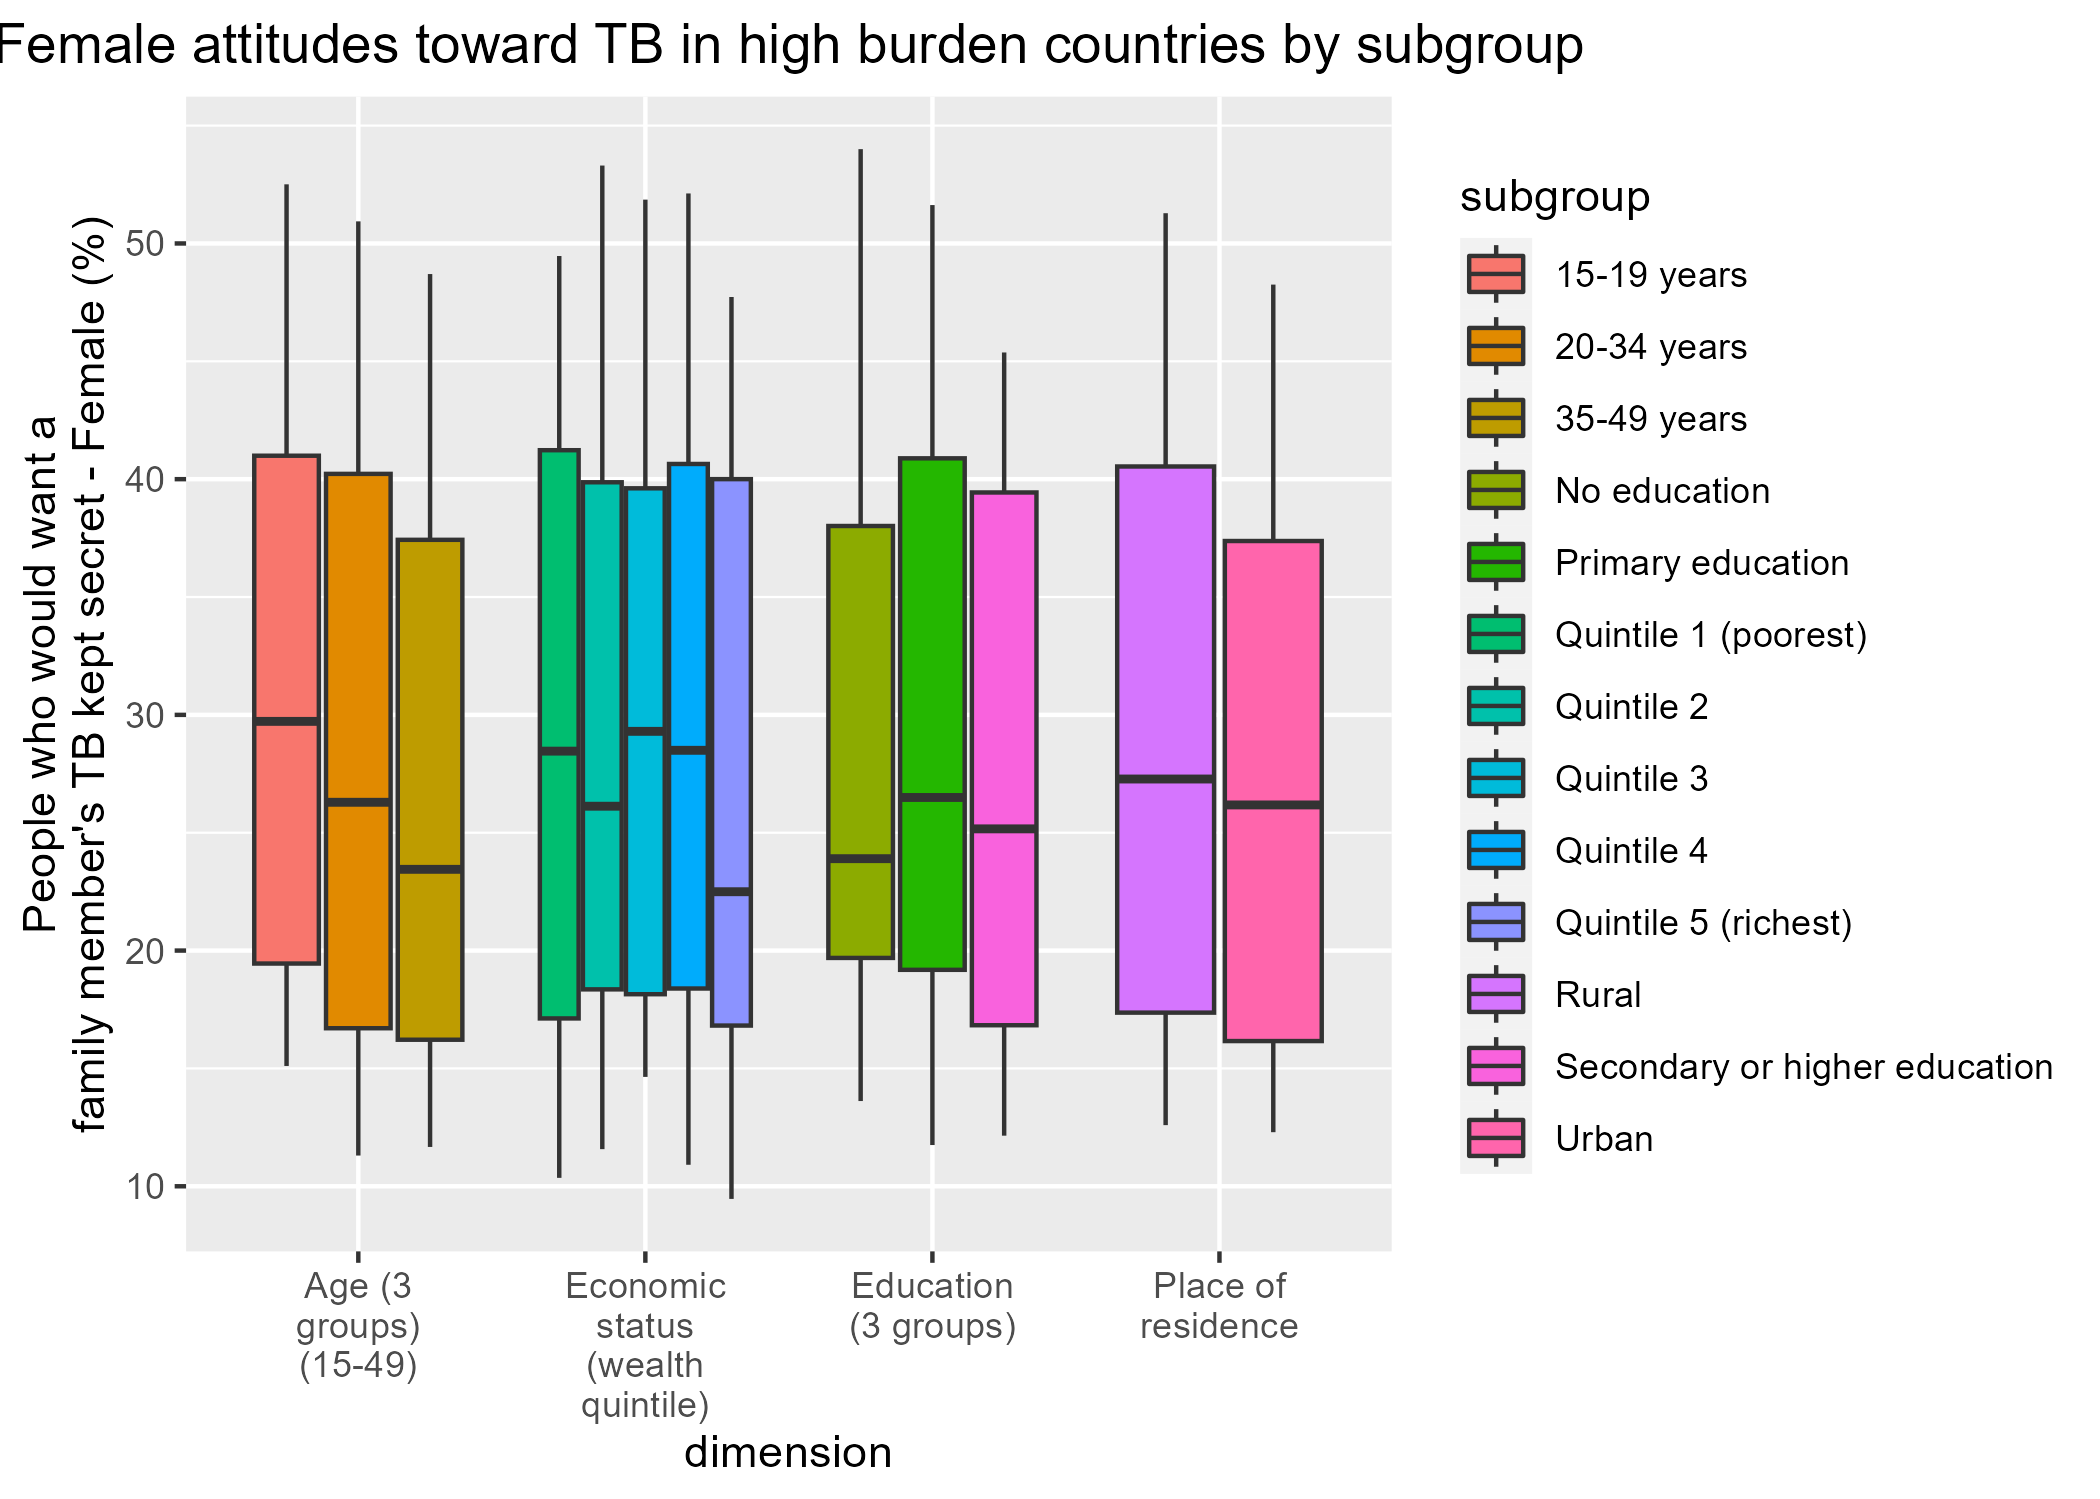 Female attitudes toward TB in high burden countries by subgroup
People who would want a
family member's TB kept secret - Female (%)
50
40
30
20
10
Age (3
groups)
(15-49)
Economic
status
(wealth
quintile)
Education
(3 groups)
Place of
residence
dimension
subgroup
15-19 years
20-34 years
35-49 years
No education
Primary education
Quintile 1 (poorest)
Quintile 2
Quintile 3
Quintile 4
Quintile 5 (richest)
Rural
Secondary or higher education
Urban